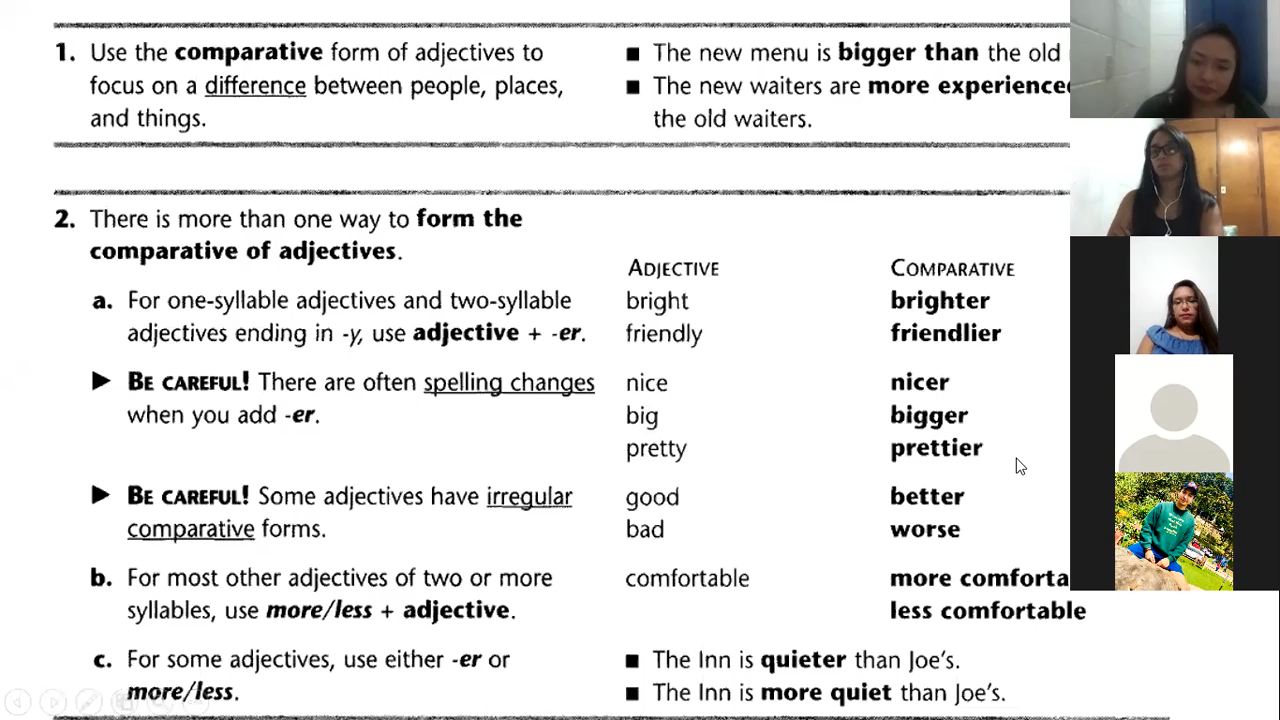 1. Use the comparative form of adjectives to
focus on a difference between people, places,
and things.
■ The new menu is bigger than the old
■ The new waiters are more experienced
the old waiters.
2. There is more than one way to form the
comparative of adjectives.
ADJECTIVE COMPARATIVE
a. For one-syllable adjectives and two-syllable bright brighter
adjectives ending in -y, use adjective + -er. friendly friendlier
► BE CAREFUL! There are often spelling changes nice nicer
when you add -er. big bigger
pretty prettier
► BE CAREFUL! Some adjectives have irregular good better
comparative forms. bad worse
b. For most other adjectives of two or more comfortable more comforta
syllables, use more/less + adjective. less comfortable
c. For some adjectives, use either -er or ■ The Inn is quieter than Joe's.
more/less. ■ The Inn is more quiet than Joe's.